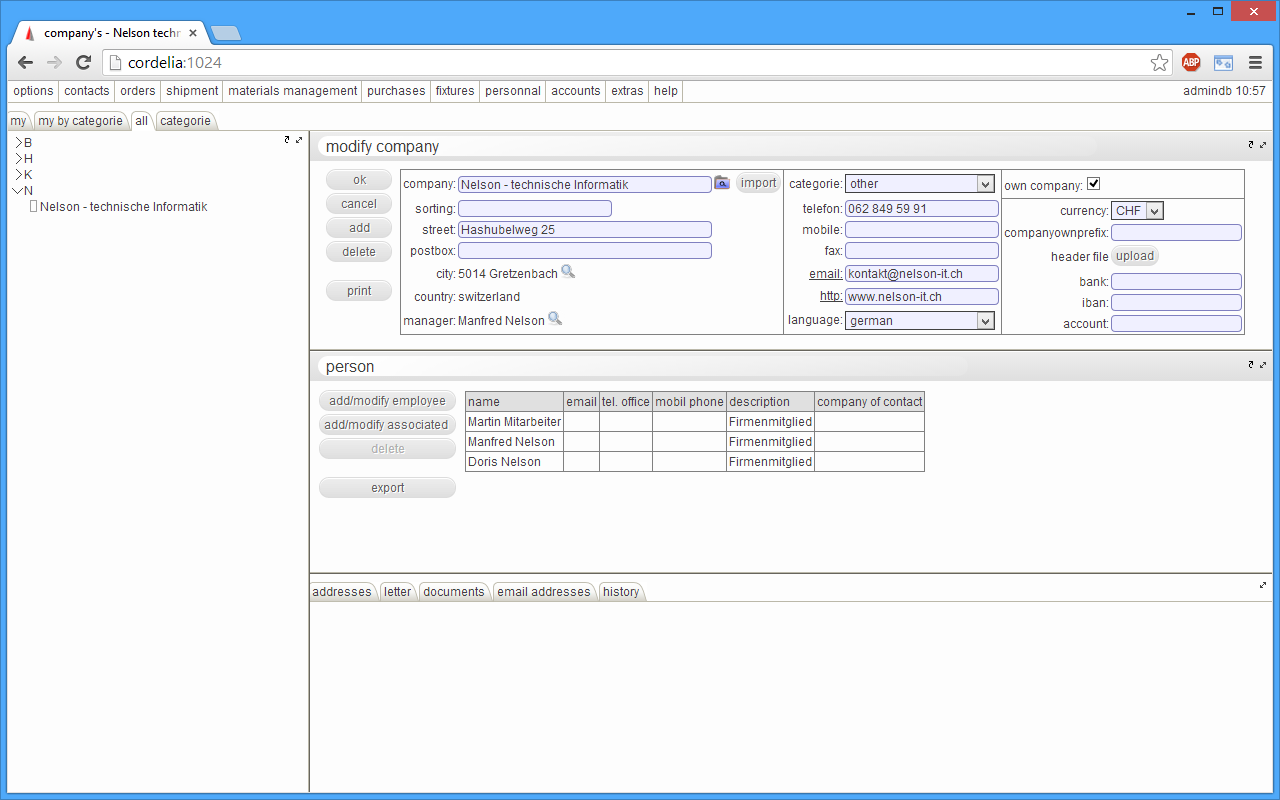 company's - Nelson techn
cordelia:1024
ABP
options contacts orders shipment materials management purchases fixtures personnal accounts extras help admindb 10:57
my my by categorie all categorie
B
H
K
N
Nelson - technische Informatik
modify company
ok
cancel
add
delete
print
company: Nelson - technische Informatik import
sorting:
street: Hashubelweg 25
postbox:
city: 5014 Gretzenbach
country: switzerland
manager: Manfred Nelson
categorie: other
telefon: 062 849 59 91
mobile:
fax:
email: kontakt@nelson-it.ch
http: www.nelson-it.ch
language: german
own company:
currency: CHF
companyownprefix:
header file upload
bank:
iban:
account:
person
add/modify employee
add/modify associated
delete
export
name email tel. office mobil phone description company of contact
Martin Mitarbeiter Firmenmitglied
Manfred Nelson Firmenmitglied
Doris Nelson Firmenmitglied
addresses letter documents email addresses history